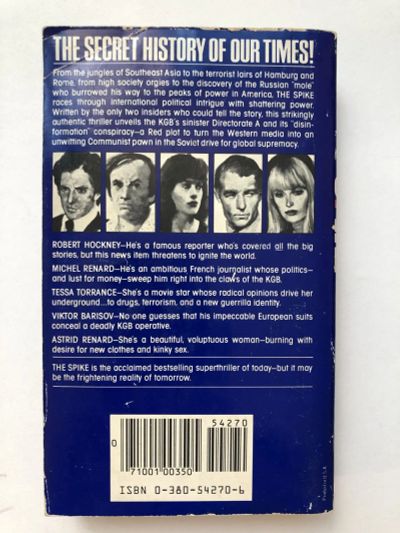 THE SECRET HISTORY OF OUR TIMES!
From the jungles of Southeast Asia to the terrorist lairs of Hamburg and
Rome, from high society orgies to the discovery of the Russian "mole"
who burrowed his way to the peaks of power in America, THE SPIKE
races through international political intrigue with shattering power.
Written by the only two insiders who could tell the story, this strikingly
authentic thriller unveils the KGB's sinister Directorate A and its "disin-
formation" conspiracy—a Red plot to turn the Western media into an
unwitting Communist pawn in the Soviet drive for global supremacy.
ROBERT HOCKNEY—He's a famous reporter who's covered all the big
stories, but this news item threatens to ignite the world.
MICHEL RENARD—He's an ambitious French journalist whose politics—
and lust for money—sweep him right into the claws of the KGB.
TESSA TORRANCE—She's a movie star whose radical opinions drive her
underground...to drugs, terrorism, and a new guerrilla identity.
VIKTOR BARISOV—No one guesses that his impeccable European suits
conceal a deadly KGB operative.
ASTRID RENARD—She's a beautiful, voluptuous woman—burning with
desire for new clothes and kinky sex.
THE SPIKE is the acclaimed bestselling superthriller of today—but it may
be the frightening reality of tomorrow.
54270
0
71001 00350
ISBN 0-380-54270-6
Printed in U.S.A.